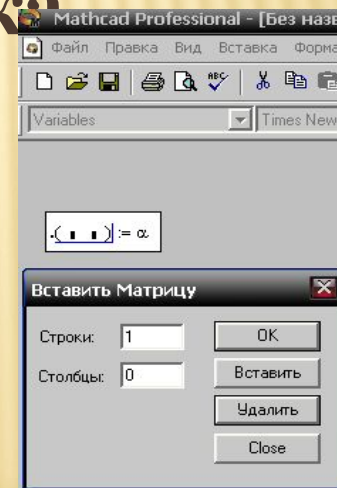 Mathcad Professional - [Без назв
Файл Правка Вид Вставка Форма
ABC
Variables Times New
.( ) := α
Вставить Матрицу
Строки: 1 OK
Столбцы: 0 Вставить
Удалить
Close